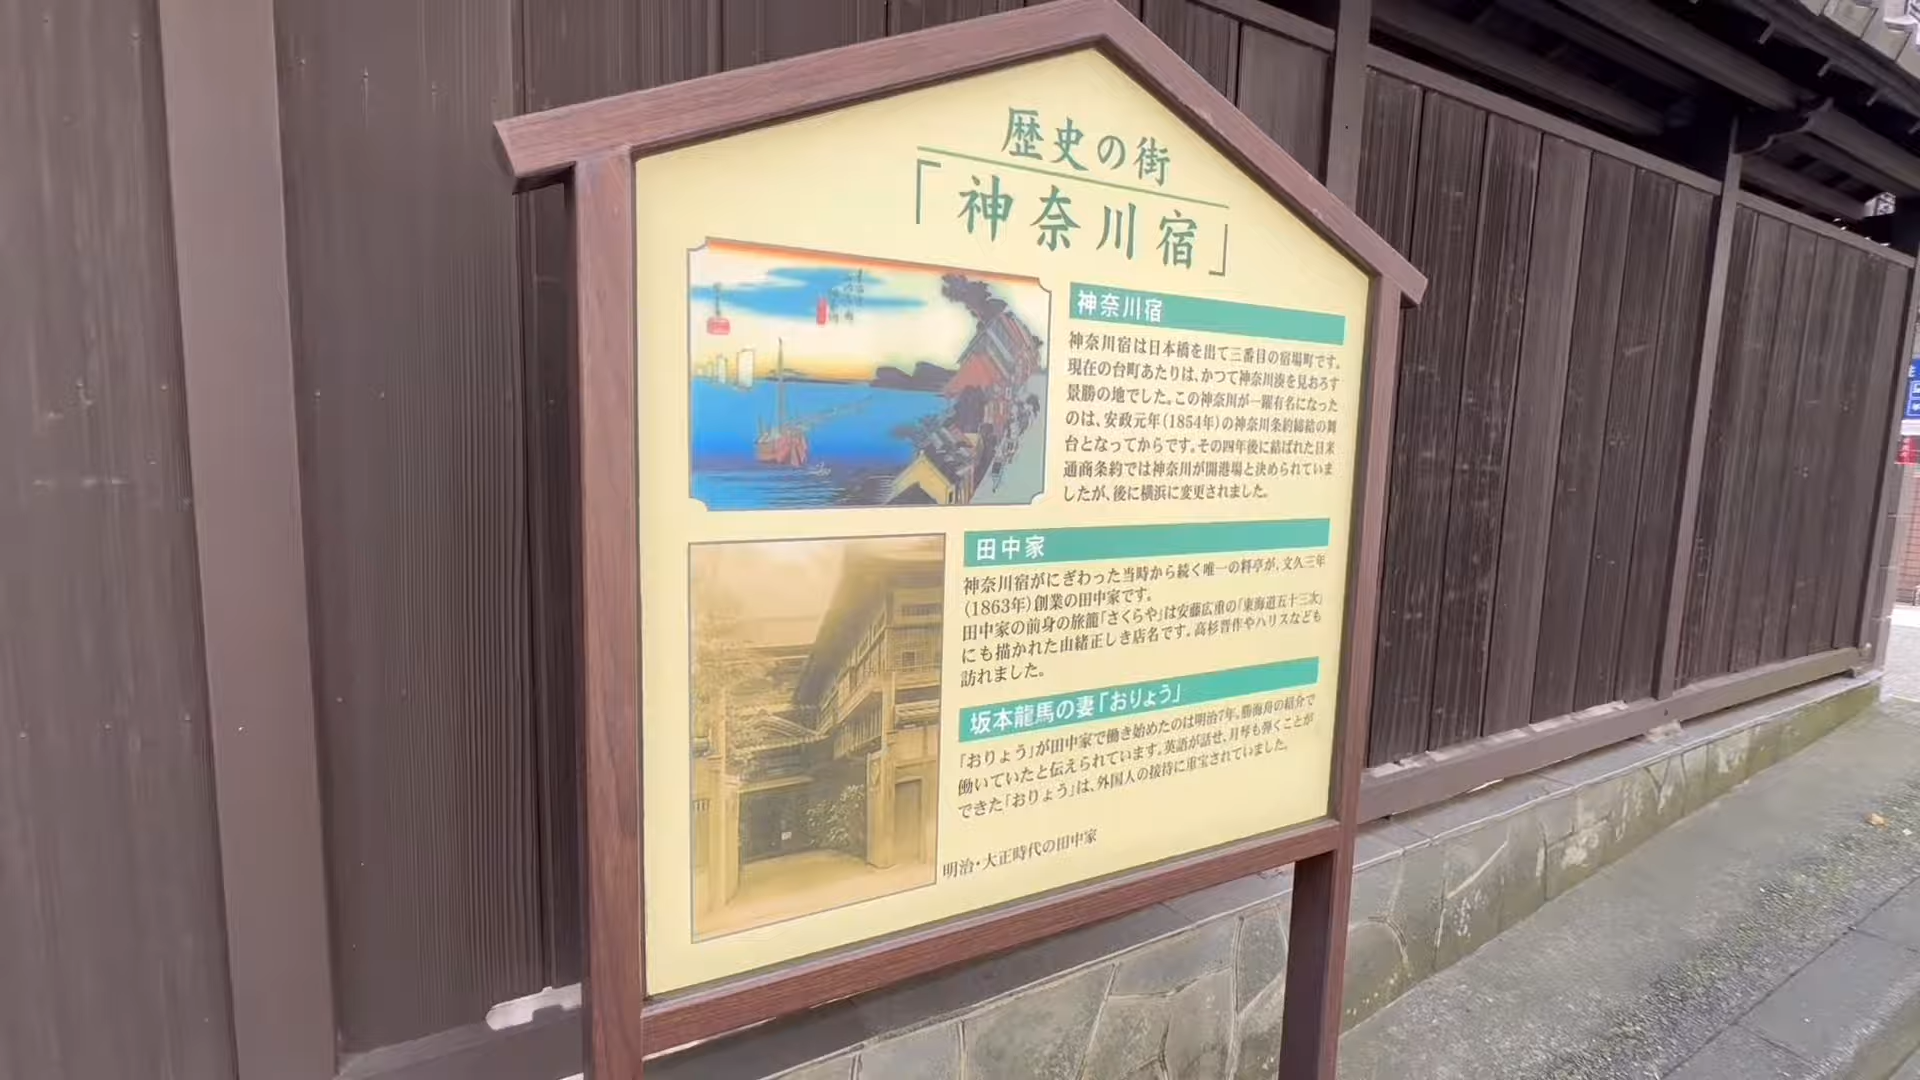 歴史の街
「神奈川宿」
神奈川宿
神奈川宿は日本橋を出て三番目の宿場町です。
現在の台町あたりは、かつて神奈川湊を見おろす
景勝の地でした。この神奈川が一躍有名になった
のは、安政元年(1854年)の神奈川条約締結の舞
台となってからです。その四年後に結ばれた日米
通商条約では神奈川が開港場と決められていま
したが、後に横浜に変更されました。
田中家
神奈川宿がにぎわった当時から続く唯一の料亭が、文久三年
(1863年)創業の田中家です。
田中家の前身の旅籠「さくらや」は安藤広重の「東海道五十三次」
にも描かれた由緒正しき店名です。高杉晋作やハリスなども
訪れました。
坂本龍馬の妻「おりょう」
「おりょう」が田中家で働き始めたのは明治7年。勝海舟の紹介で
働いていたと伝えられています。英語が話せ、月琴も弾くことが
できた「おりょう」は、外国人の接待に重宝されていました。
明治・大正時代の田中家